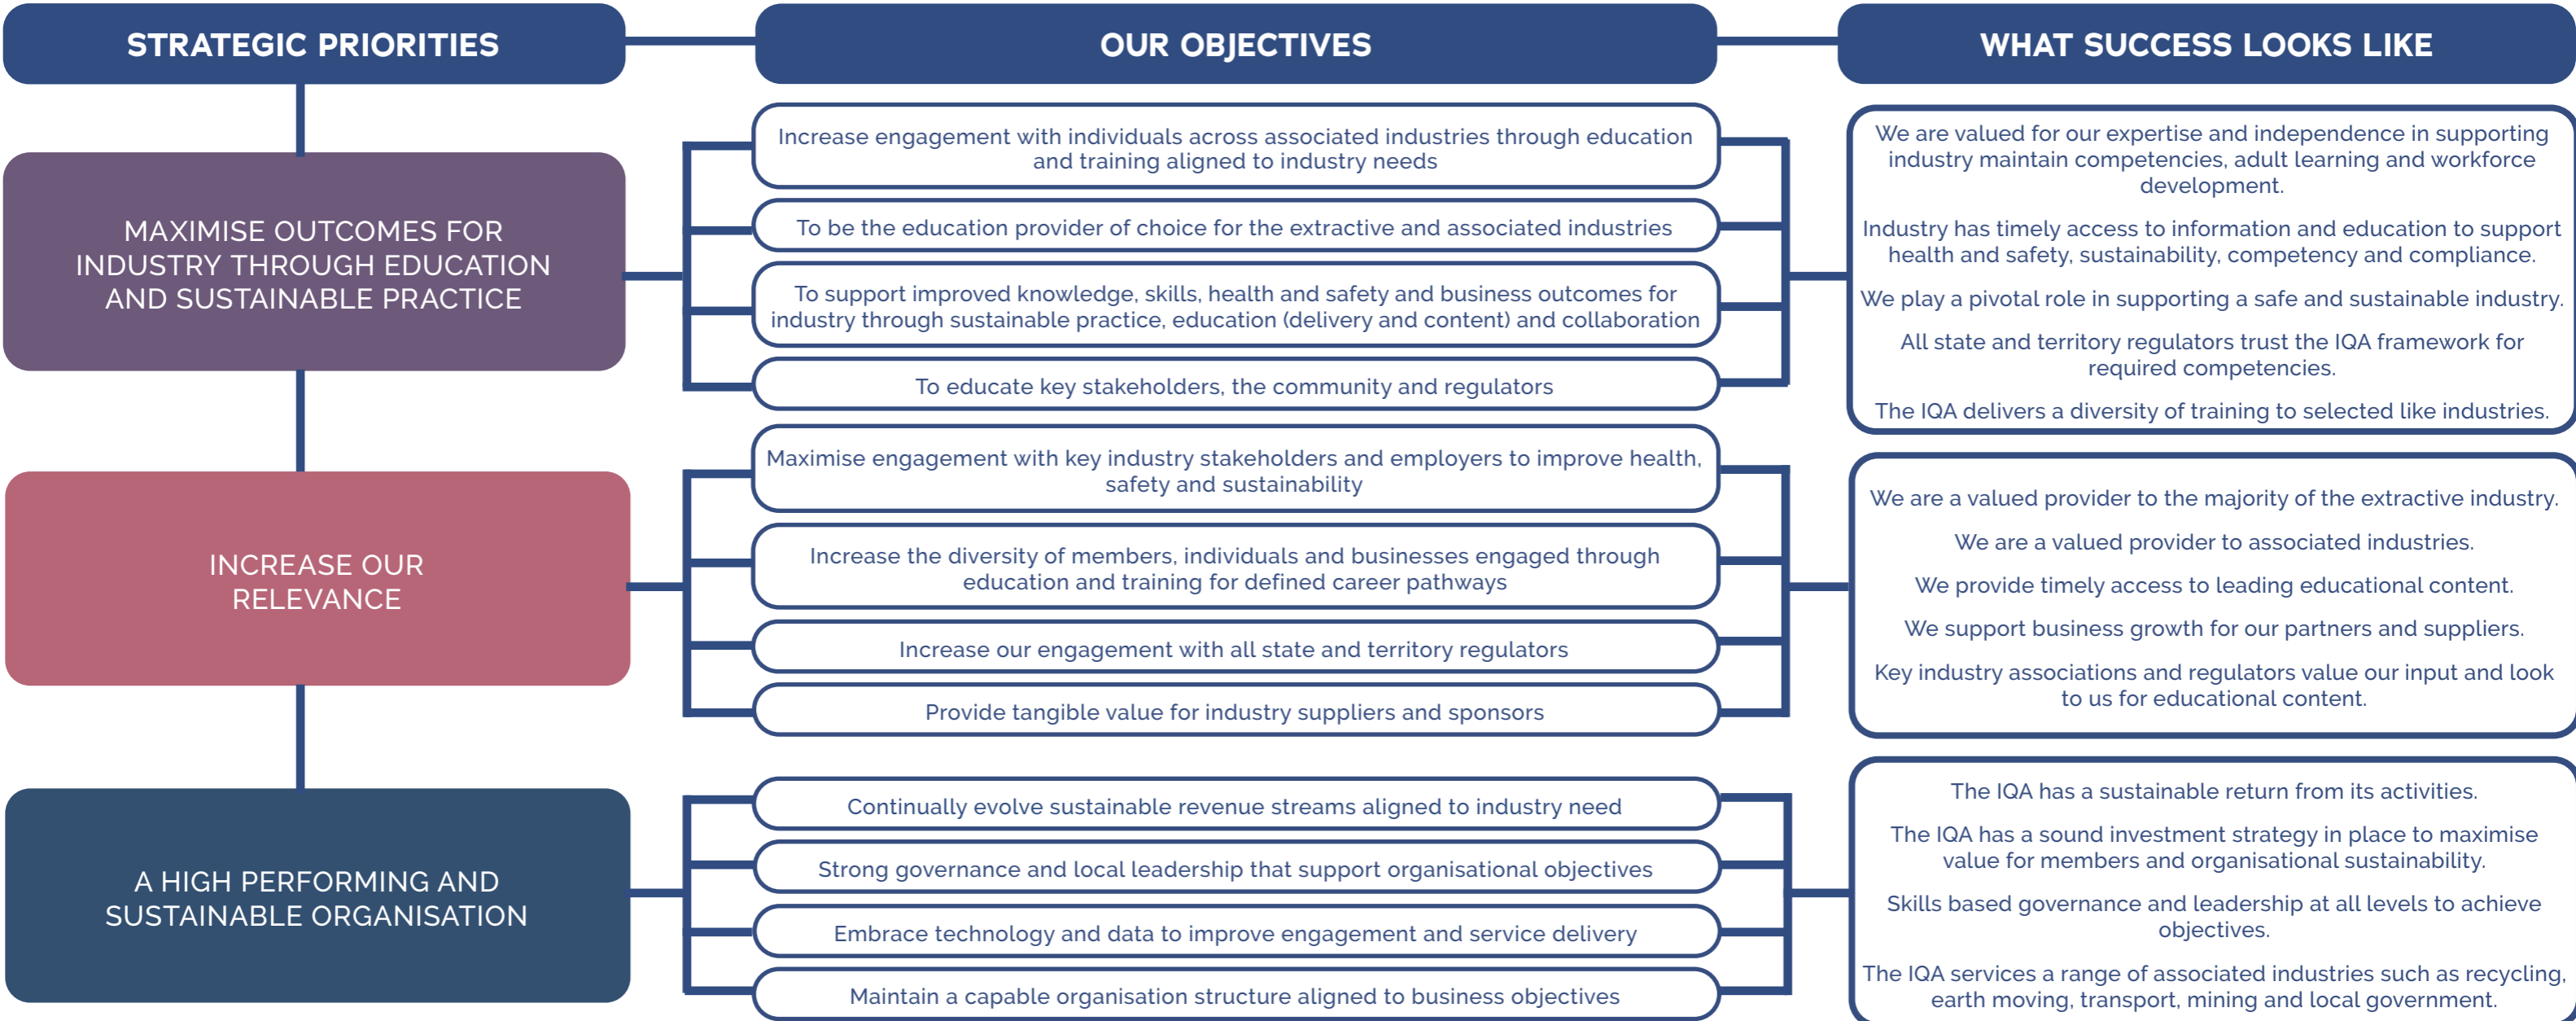 STRATEGIC PRIORITIES
OUR OBJECTIVES
WHAT SUCCESS LOOKS LIKE
MAXIMISE OUTCOMES FOR
INDUSTRY THROUGH EDUCATION
AND SUSTAINABLE PRACTICE
Increase engagement with individuals across associated industries through education
and training aligned to industry needs
To be the education provider of choice for the extractive and associated industries
To support improved knowledge, skills, health and safety and business outcomes for
industry through sustainable practice, education (delivery and content) and collaboration
To educate key stakeholders, the community and regulators
We are valued for our expertise and independence in supporting
industry maintain competencies, adult learning and workforce
development.
Industry has timely access to information and education to support
health and safety, sustainability, competency and compliance.
We play a pivotal role in supporting a safe and sustainable industry.
All state and territory regulators trust the IQA framework for
required competencies.
The IQA delivers a diversity of training to selected like industries.
INCREASE OUR
RELEVANCE
Maximise engagement with key industry stakeholders and employers to improve health,
safety and sustainability
Increase the diversity of members, individuals and businesses engaged through
education and training for defined career pathways
Increase our engagement with all state and territory regulators
Provide tangible value for industry suppliers and sponsors
We are a valued provider to the majority of the extractive industry.
We are a valued provider to associated industries.
We provide timely access to leading educational content.
We support business growth for our partners and suppliers.
Key industry associations and regulators value our input and look
to us for educational content.
A HIGH PERFORMING AND
SUSTAINABLE ORGANISATION
Continually evolve sustainable revenue streams aligned to industry need
Strong governance and local leadership that support organisational objectives
Embrace technology and data to improve engagement and service delivery
Maintain a capable organisation structure aligned to business objectives
The IQA has a sustainable return from its activities.
The IQA has a sound investment strategy in place to maximise
value for members and organisational sustainability.
Skills based governance and leadership at all levels to achieve
objectives.
The IQA services a range of associated industries such as recycling,
earth moving, transport, mining and local government.